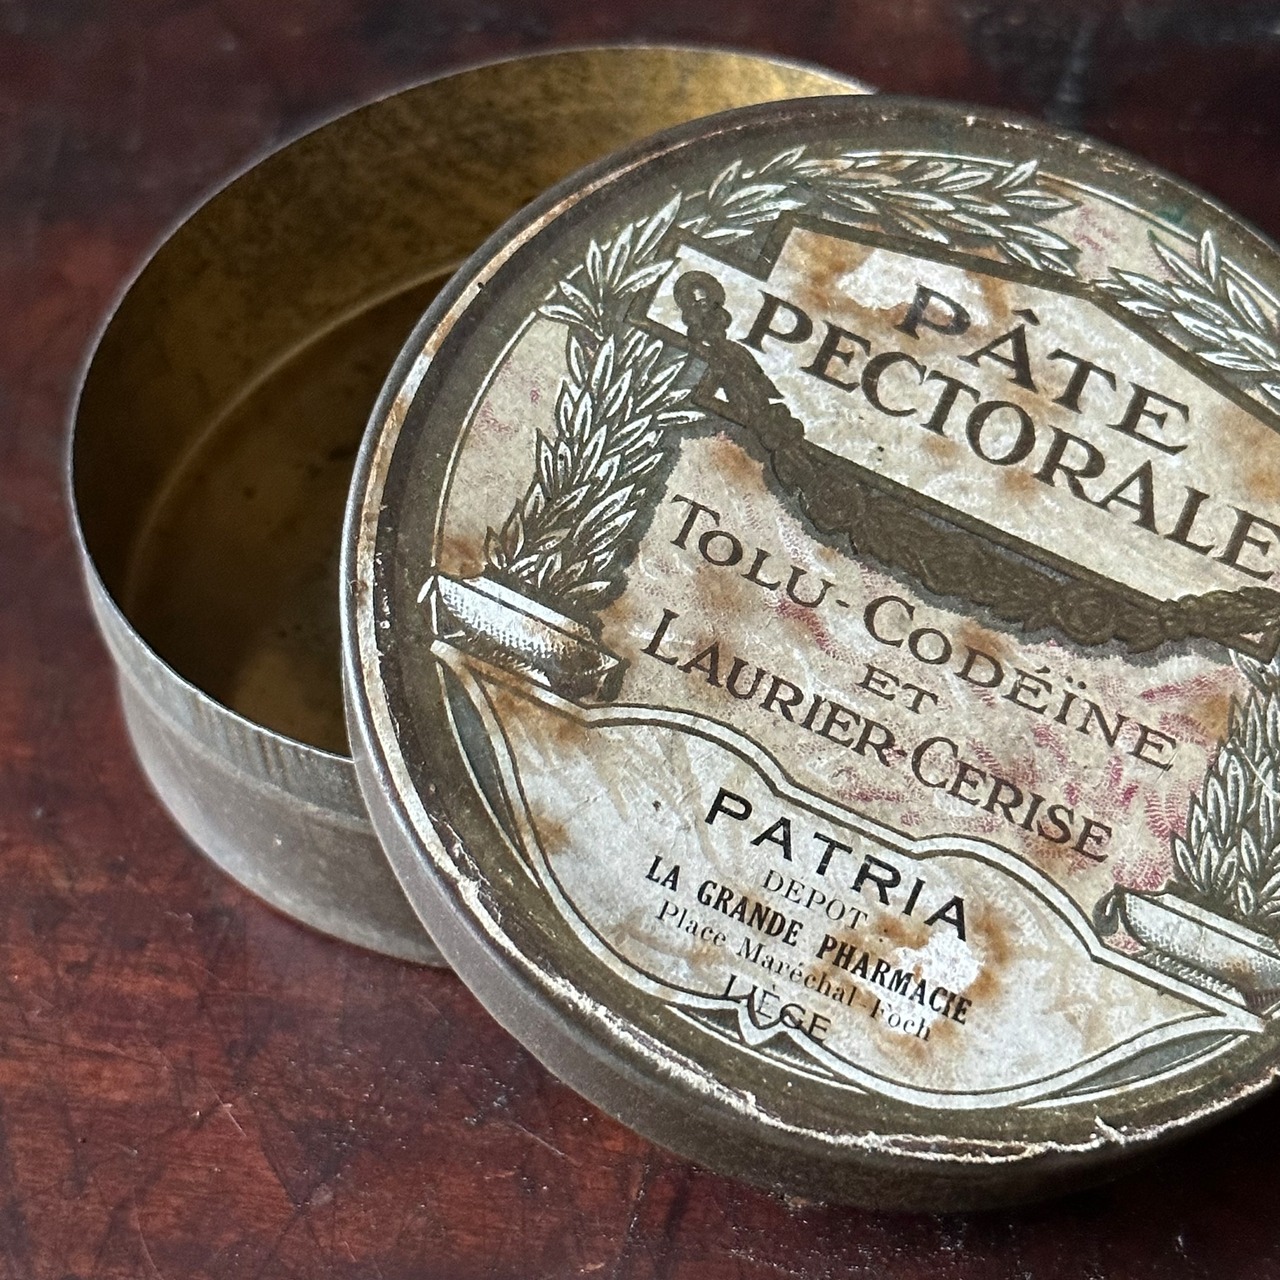 PÂTE
PECTORALE
TOLU-CODÉÏNE
ET
LAURIER-CERISE
PATRIA
DEPOT
LA GRANDE PHARMACIE
Place Maréchal Foch
LIÈGE